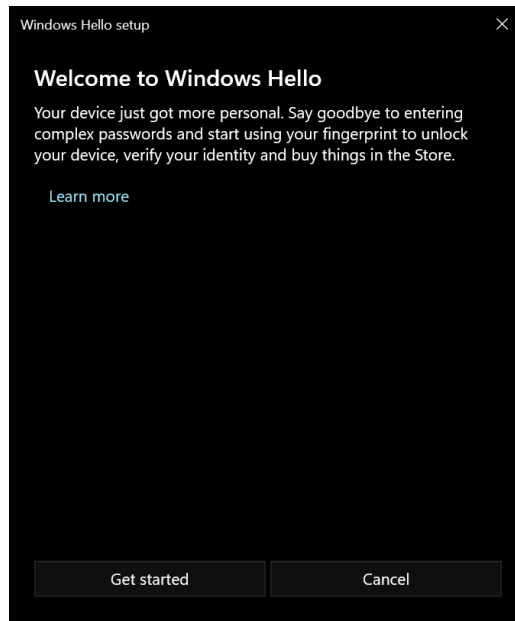 Windows Hello setup
Welcome to Windows Hello
Your device just got more personal. Say goodbye to entering
complex passwords and start using your fingerprint to unlock
your device, verify your identity and buy things in the Store.
Learn more
Get started
Cancel